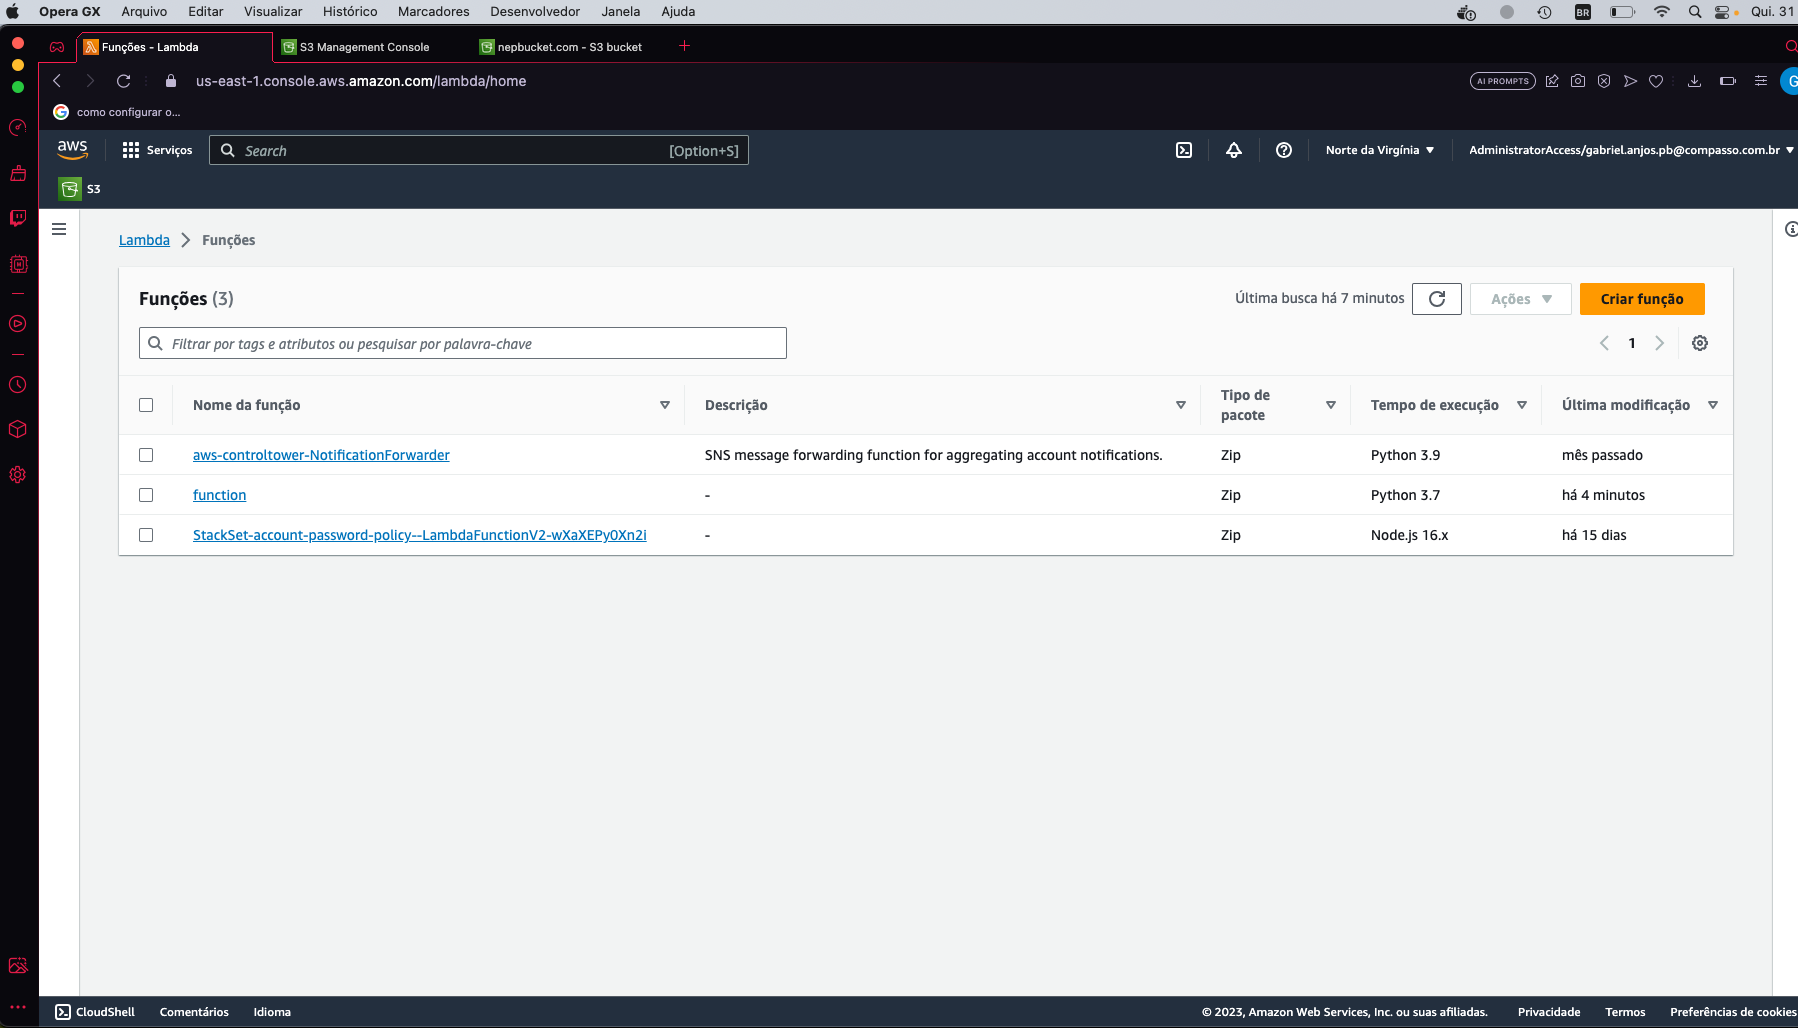 Opera GX Arquivo Editar Visualizar Histórico Marcadores Desenvolvedor Janela Ajuda BR Qui. 31
Funções - Lambda S3 Management Console nepbucket.com - S3 bucket
us-east-1.console.aws.amazon.com/lambda/home AI PROMPTS G
como configurar o...
aws Serviços Search [Option+S] Norte da Virgínia AdministratorAccess/gabriel.anjos.pb@compasso.com.br
S3
Lambda Funções
Funções (3) Última busca há 7 minutos Ações Criar função
Filtrar por tags e atributos ou pesquisar por palavra-chave 1
Nome da função Descrição Tipo de pacote Tempo de execução Última modificação
aws-controltower-NotificationForwarder SNS message forwarding function for aggregating account notifications. Zip Python 3.9 mês passado
function - Zip Python 3.7 há 4 minutos
StackSet-account-password-policy--LambdaFunctionV2-wXaXEPy0Xn2i - Zip Node.js 16.x há 15 dias
CloudShell Comentários Idioma © 2023, Amazon Web Services, Inc. ou suas afiliadas. Privacidade Termos Preferências de cookies